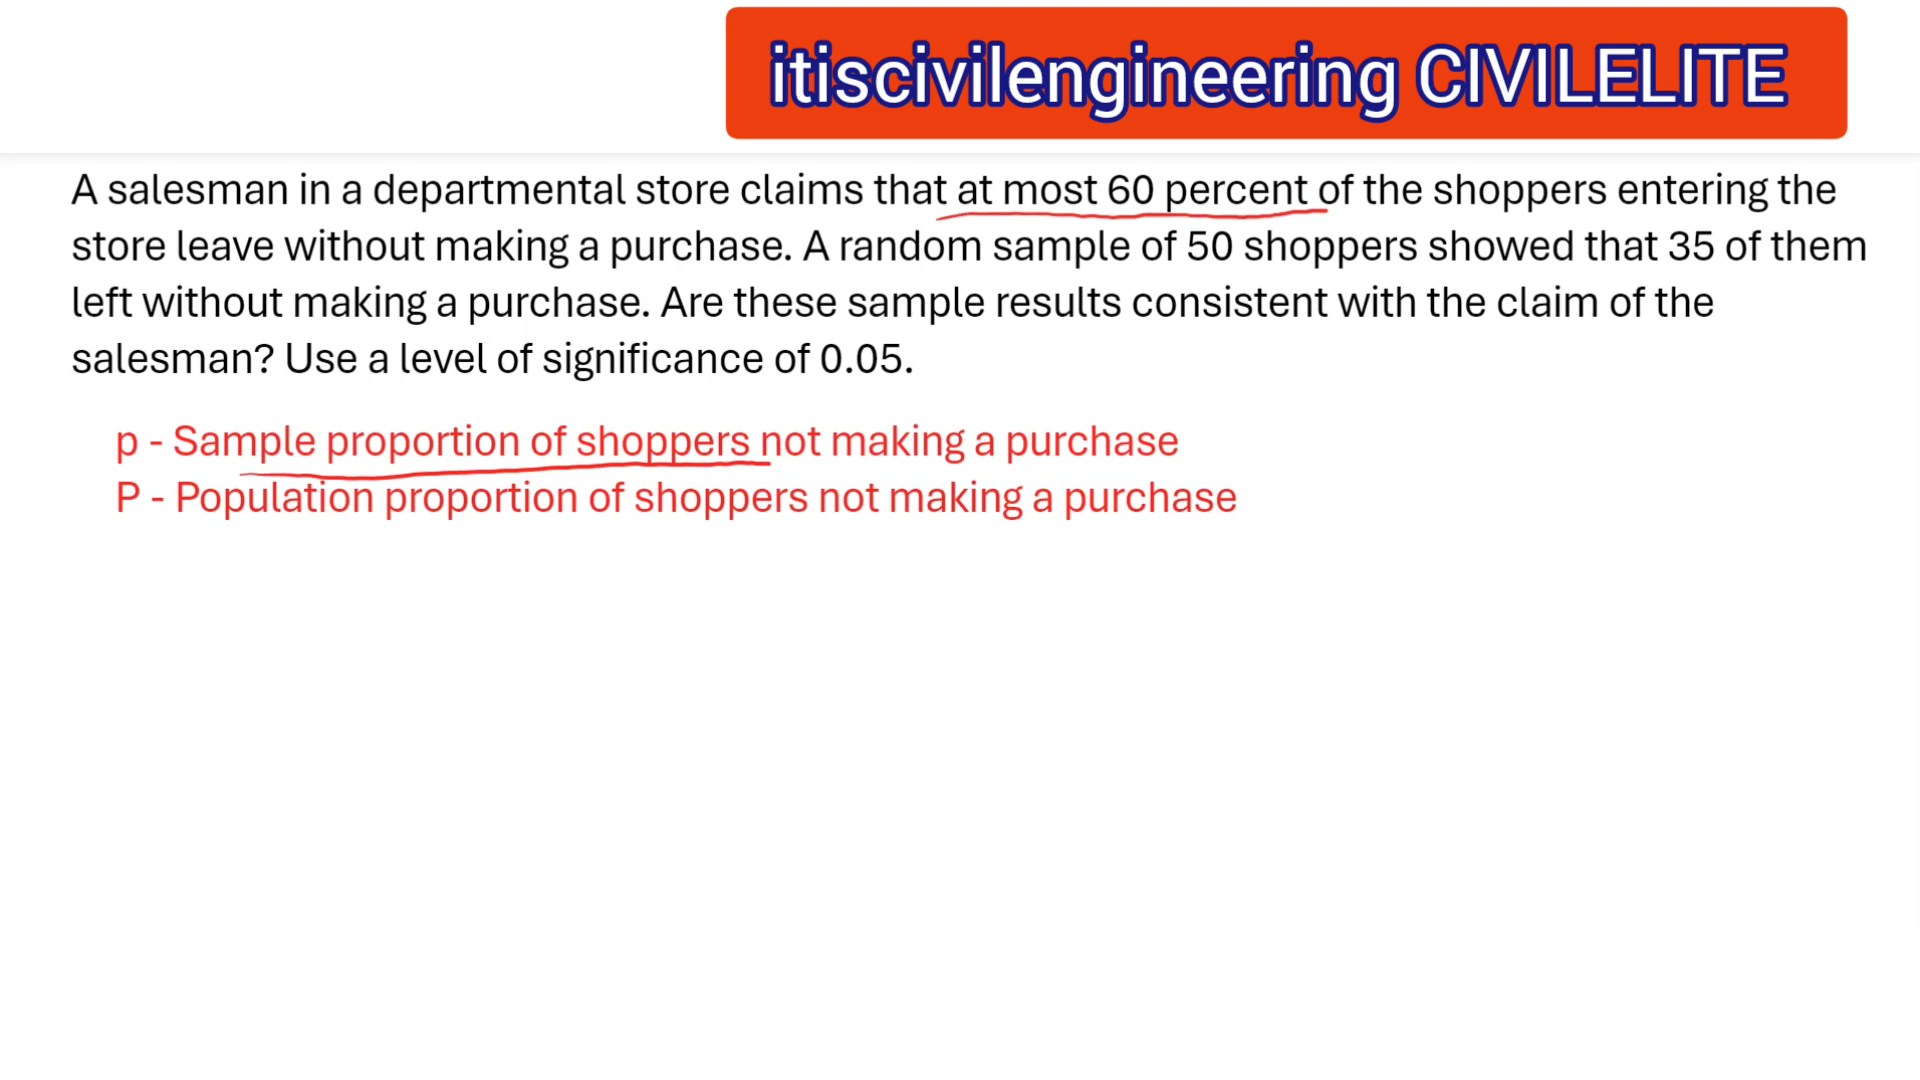 itiscivilengineering CIVILELITE
A salesman in a departmental store claims that at most 60 percent of the shoppers entering the
store leave without making a purchase. A random sample of 50 shoppers showed that 35 of them
left without making a purchase. Are these sample results consistent with the claim of the
salesman? Use a level of significance of 0.05.
p - Sample proportion of shoppers not making a purchase
P - Population proportion of shoppers not making a purchase